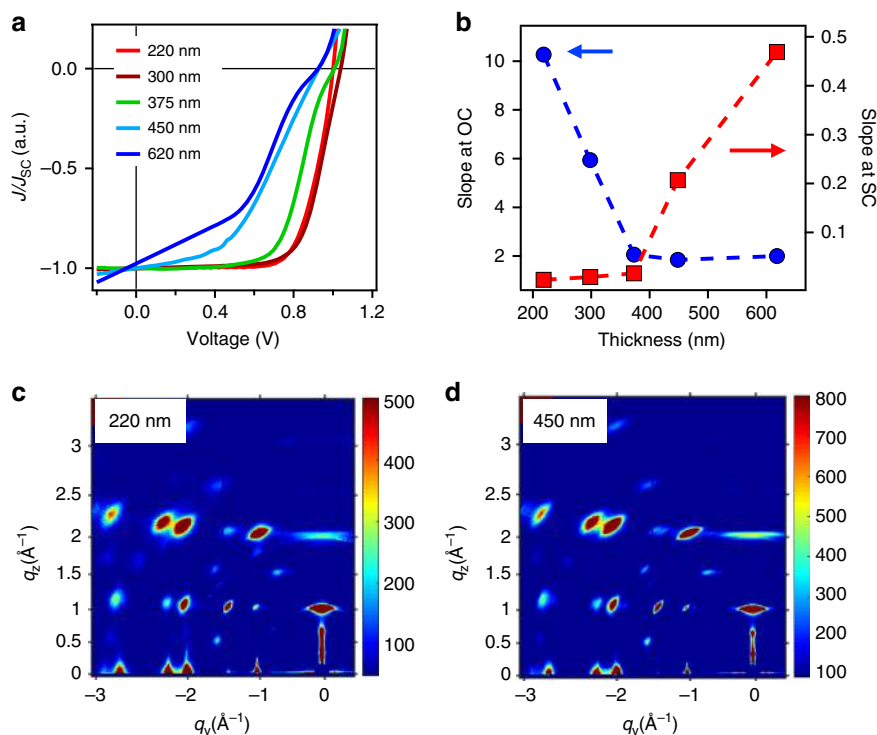 a
220 nm
300 nm
375 nm
450 nm
620 nm
0.0
−0.5
−1.0
J/JSC (a.u.)
0.0 0.4 0.8 1.2
Voltage (V)
b
10
8
6
4
2
Slope at OC
0.5
0.4
0.3
0.2
0.1
Slope at SC
200 300 400 500 600
Thickness (nm)
c
220 nm
3
2.5
2
1.5
1
0.5
0
qz(Å−1)
−3 −2 −1 0
qy(Å−1)
500
400
300
200
100
d
450 nm
3
2.5
2
1.5
1
0.5
0
qz(Å−1)
−3 −2 −1 0
qy(Å−1)
800
700
600
500
400
300
200
100